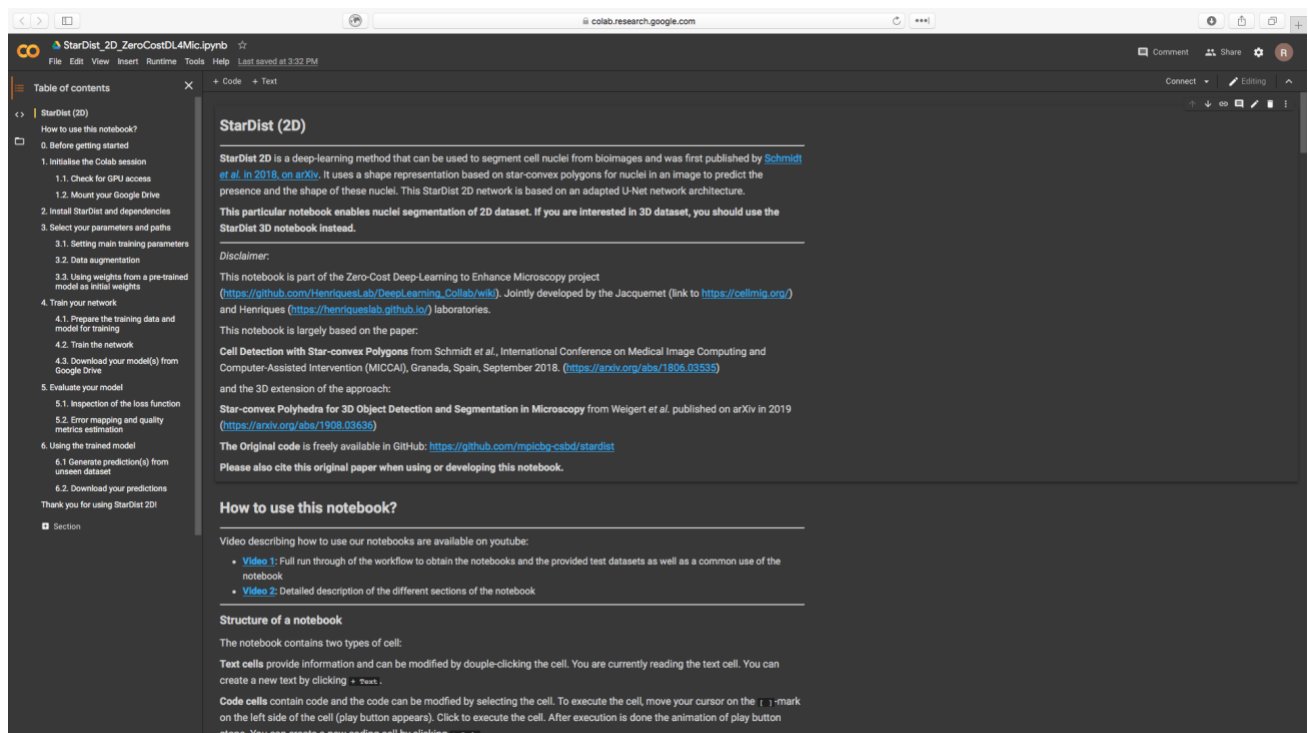 colab.research.google.com
StarDist_2D_ZeroCostDL4Mic.ipynb
File Edit View Insert Runtime Tools Help Last saved at 3:32 PM
Comment Share R
Table of contents
+ Code + Text
Connect Editing
StarDist (2D)
How to use this notebook?
0. Before getting started
1. Initialise the Colab session
1.1. Check for GPU access
1.2. Mount your Google Drive
2. Install StarDist and dependencies
3. Select your parameters and paths
3.1. Setting main training parameters
3.2. Data augmentation
3.3. Using weights from a pre-trained
model as initial weights
4. Train your network
4.1. Prepare the training data and
model for training
4.2. Train the network
4.3. Download your model(s) from
Google Drive
5. Evaluate your model
5.1. Inspection of the loss function
5.2. Error mapping and quality
metrics estimation
6. Using the trained model
6.1 Generate prediction(s) from
unseen dataset
6.2. Download your predictions
Thank you for using StarDist 2D!
Section
StarDist (2D)
StarDist 2D is a deep-learning method that can be used to segment cell nuclei from bioimages and was first published by Schmidt
et al. in 2018, on arXiv. It uses a shape representation based on star-convex polygons for nuclei in an image to predict the
presence and the shape of these nuclei. This StarDist 2D network is based on an adapted U-Net network architecture.
This particular notebook enables nuclei segmentation of 2D dataset. If you are interested in 3D dataset, you should use the
StarDist 3D notebook instead.
Disclaimer:
This notebook is part of the Zero-Cost Deep-Learning to Enhance Microscopy project
(https://github.com/HenriquesLab/DeepLearning_Collab/wiki). Jointly developed by the Jacquemet (link to https://cellmig.org/)
and Henriques (https://henriqueslab.github.io/) laboratories.
This notebook is largely based on the paper:
Cell Detection with Star-convex Polygons from Schmidt et al., International Conference on Medical Image Computing and
Computer-Assisted Intervention (MICCAI), Granada, Spain, September 2018. (https://arxiv.org/abs/1806.03535)
and the 3D extension of the approach:
Star-convex Polyhedra for 3D Object Detection and Segmentation in Microscopy from Weigert et al. published on arXiv in 2019
(https://arxiv.org/abs/1908.03636)
The Original code is freely available in GitHub: https://github.com/mpicbg-csbd/stardist
Please also cite this original paper when using or developing this notebook.
How to use this notebook?
Video describing how to use our notebooks are available on youtube:
• Video 1: Full run through of the workflow to obtain the notebooks and the provided test datasets as well as a common use of the
notebook
• Video 2: Detailed description of the different sections of the notebook
Structure of a notebook
The notebook contains two types of cell:
Text cells provide information and can be modified by douple-clicking the cell. You are currently reading the text cell. You can
create a new text by clicking + Text.
Code cells contain code and the code can be modfied by selecting the cell. To execute the cell, move your cursor on the [ ]-mark
on the left side of the cell (play button appears). Click to execute the cell. After execution is done the animation of play button